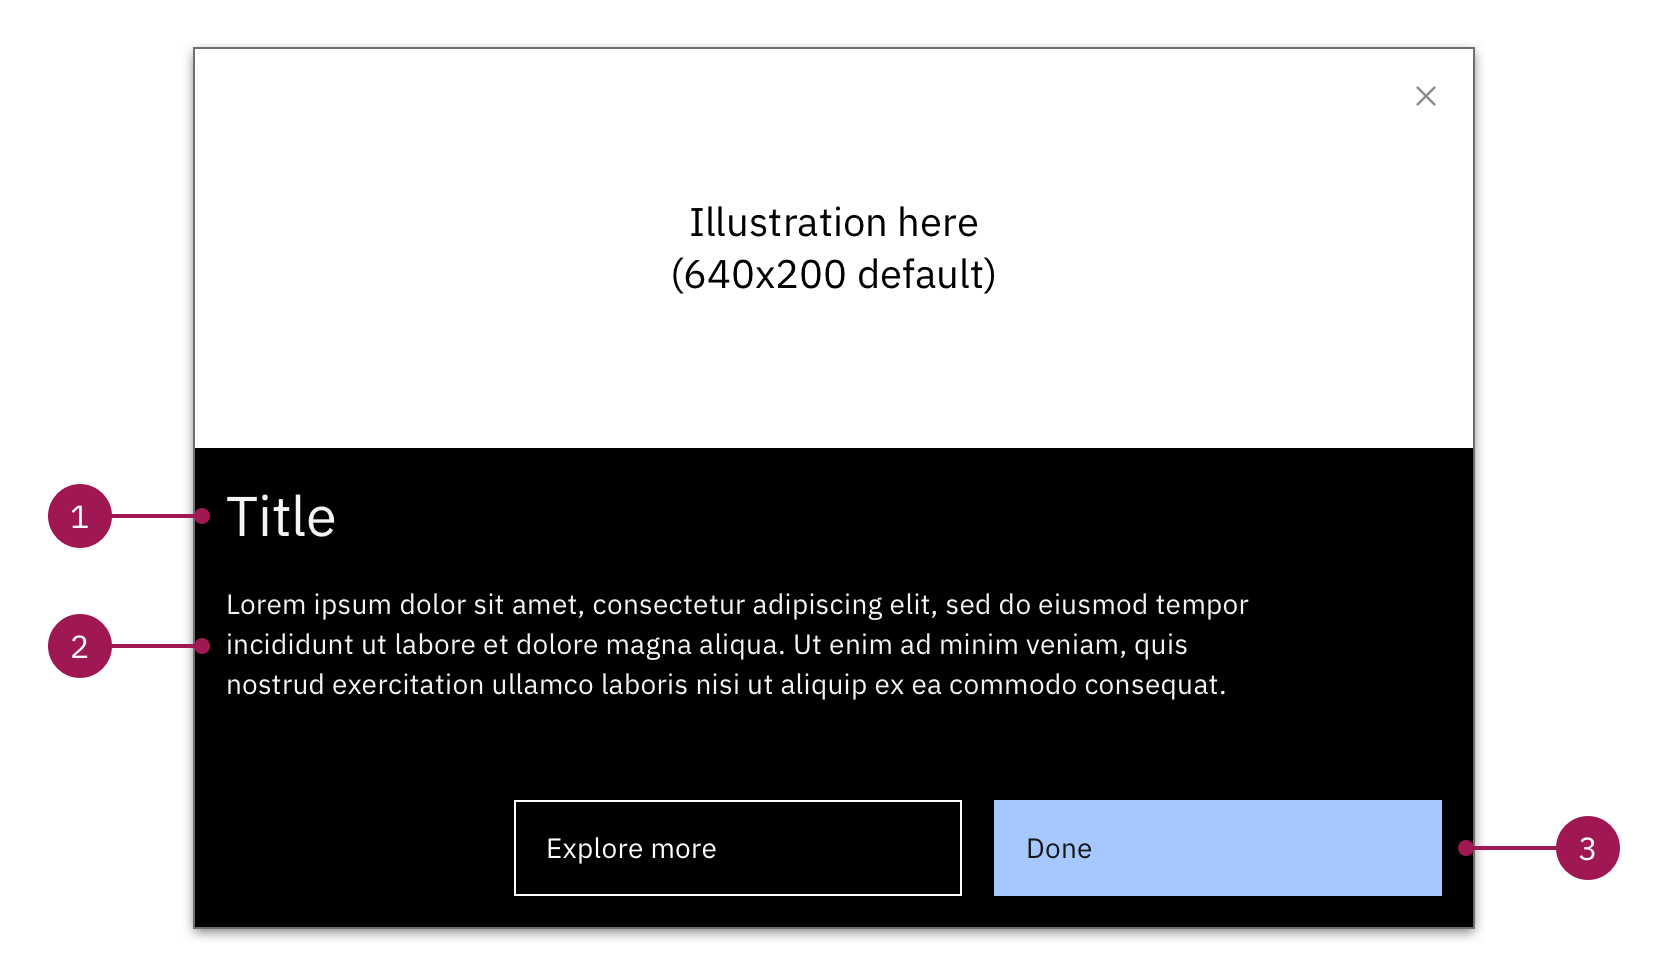 Illustration here
(640x200 default)
1
Title
Lorem ipsum dolor sit amet, consectetur adipiscing elit, sed do eiusmod tempor
2
incididunt ut labore et dolore magna aliqua. Ut enim ad minim veniam, quis
nostrud exercitation ullamco laboris nisi ut aliquip ex ea commodo consequat.
Explore more
Done
3